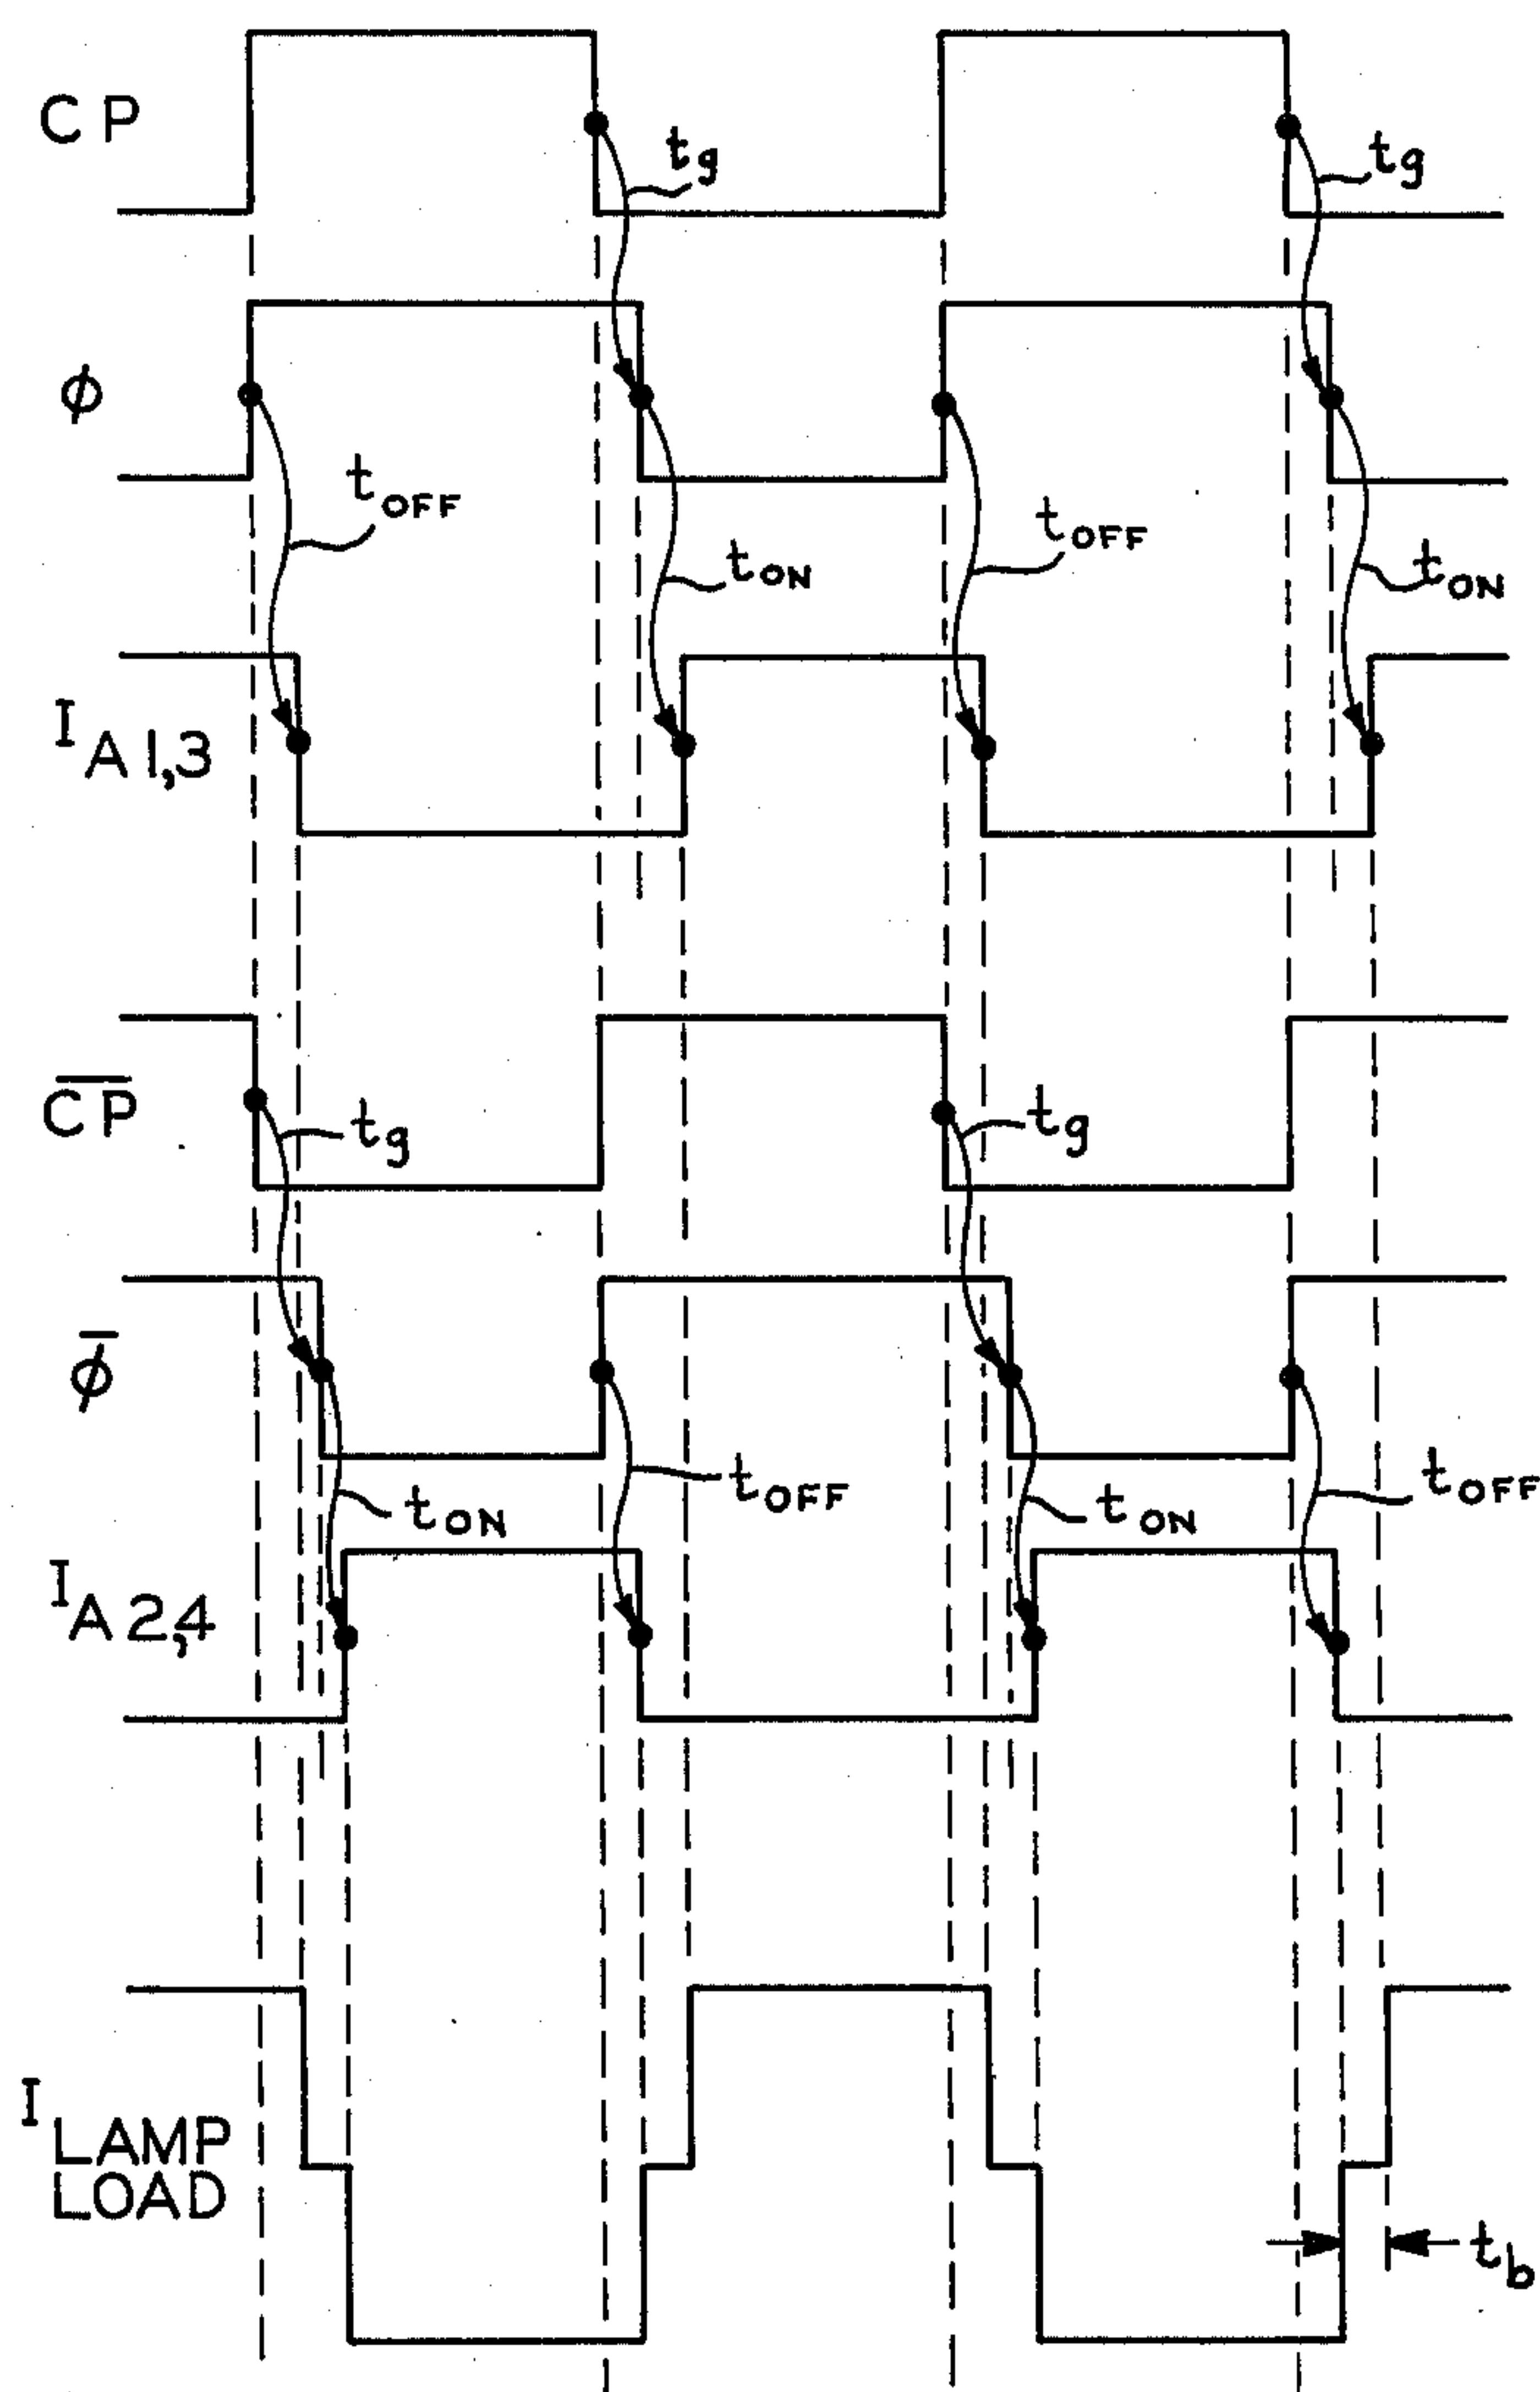 CP
tg
tg
ϕ
tOFF
tON
tOFF
tON
IA1,3
C̅P̅
tg
tg
ϕ̅
tON
tOFF
tON
tOFF
IA2,4
ILAMP
LOAD
tb